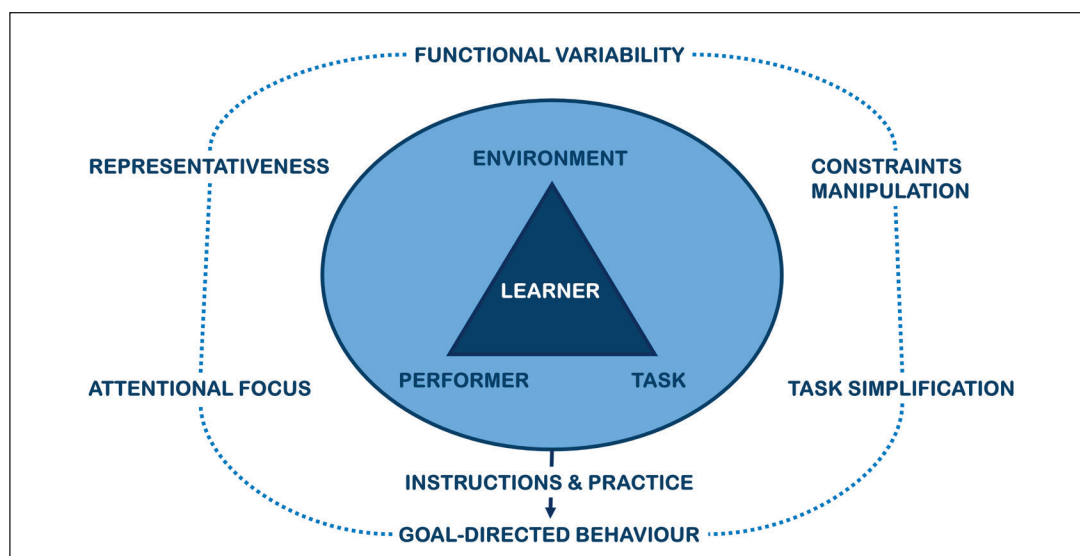 FUNCTIONAL VARIABILITY
REPRESENTATIVENESS
ENVIRONMENT
CONSTRAINTS
MANIPULATION
LEARNER
PERFORMER
TASK
ATTENTIONAL FOCUS
TASK SIMPLIFICATION
INSTRUCTIONS & PRACTICE
GOAL-DIRECTED BEHAVIOUR